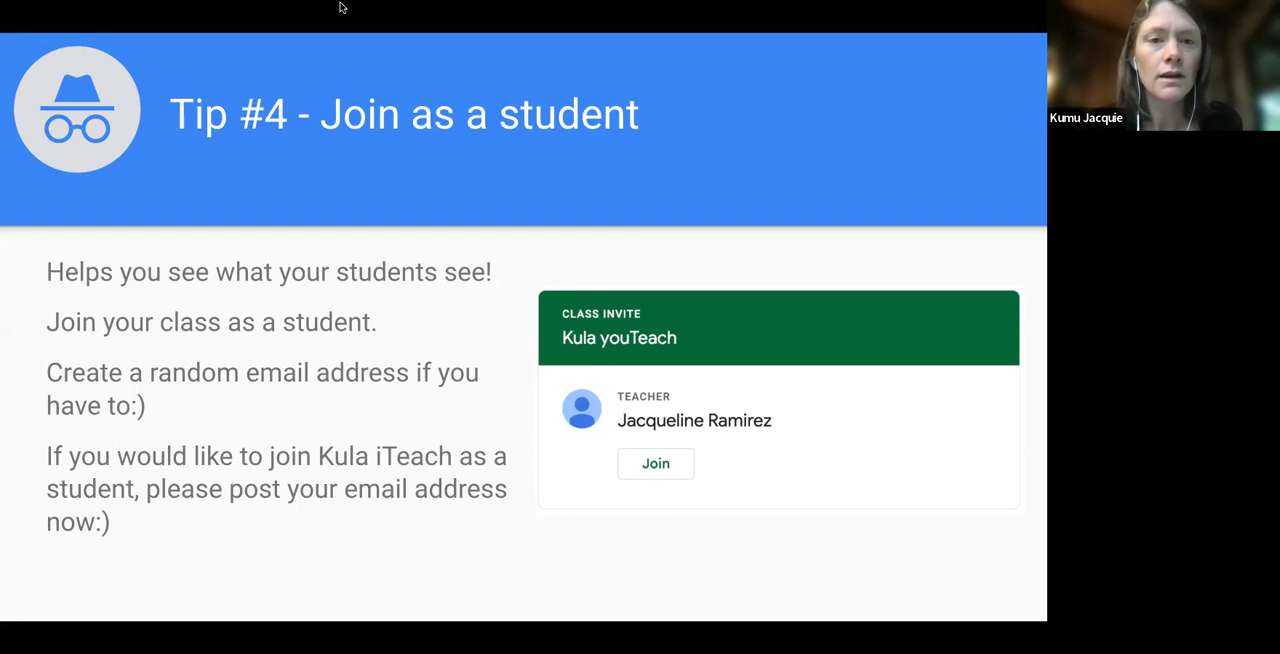 Tip #4 - Join as a student
Kumu Jacquie
Helps you see what your students see!
Join your class as a student.
Create a random email address if you
have to:)
If you would like to join Kula iTeach as a
student, please post your email address
now:)
CLASS INVITE
Kula youTeach
TEACHER
Jacqueline Ramirez
Join